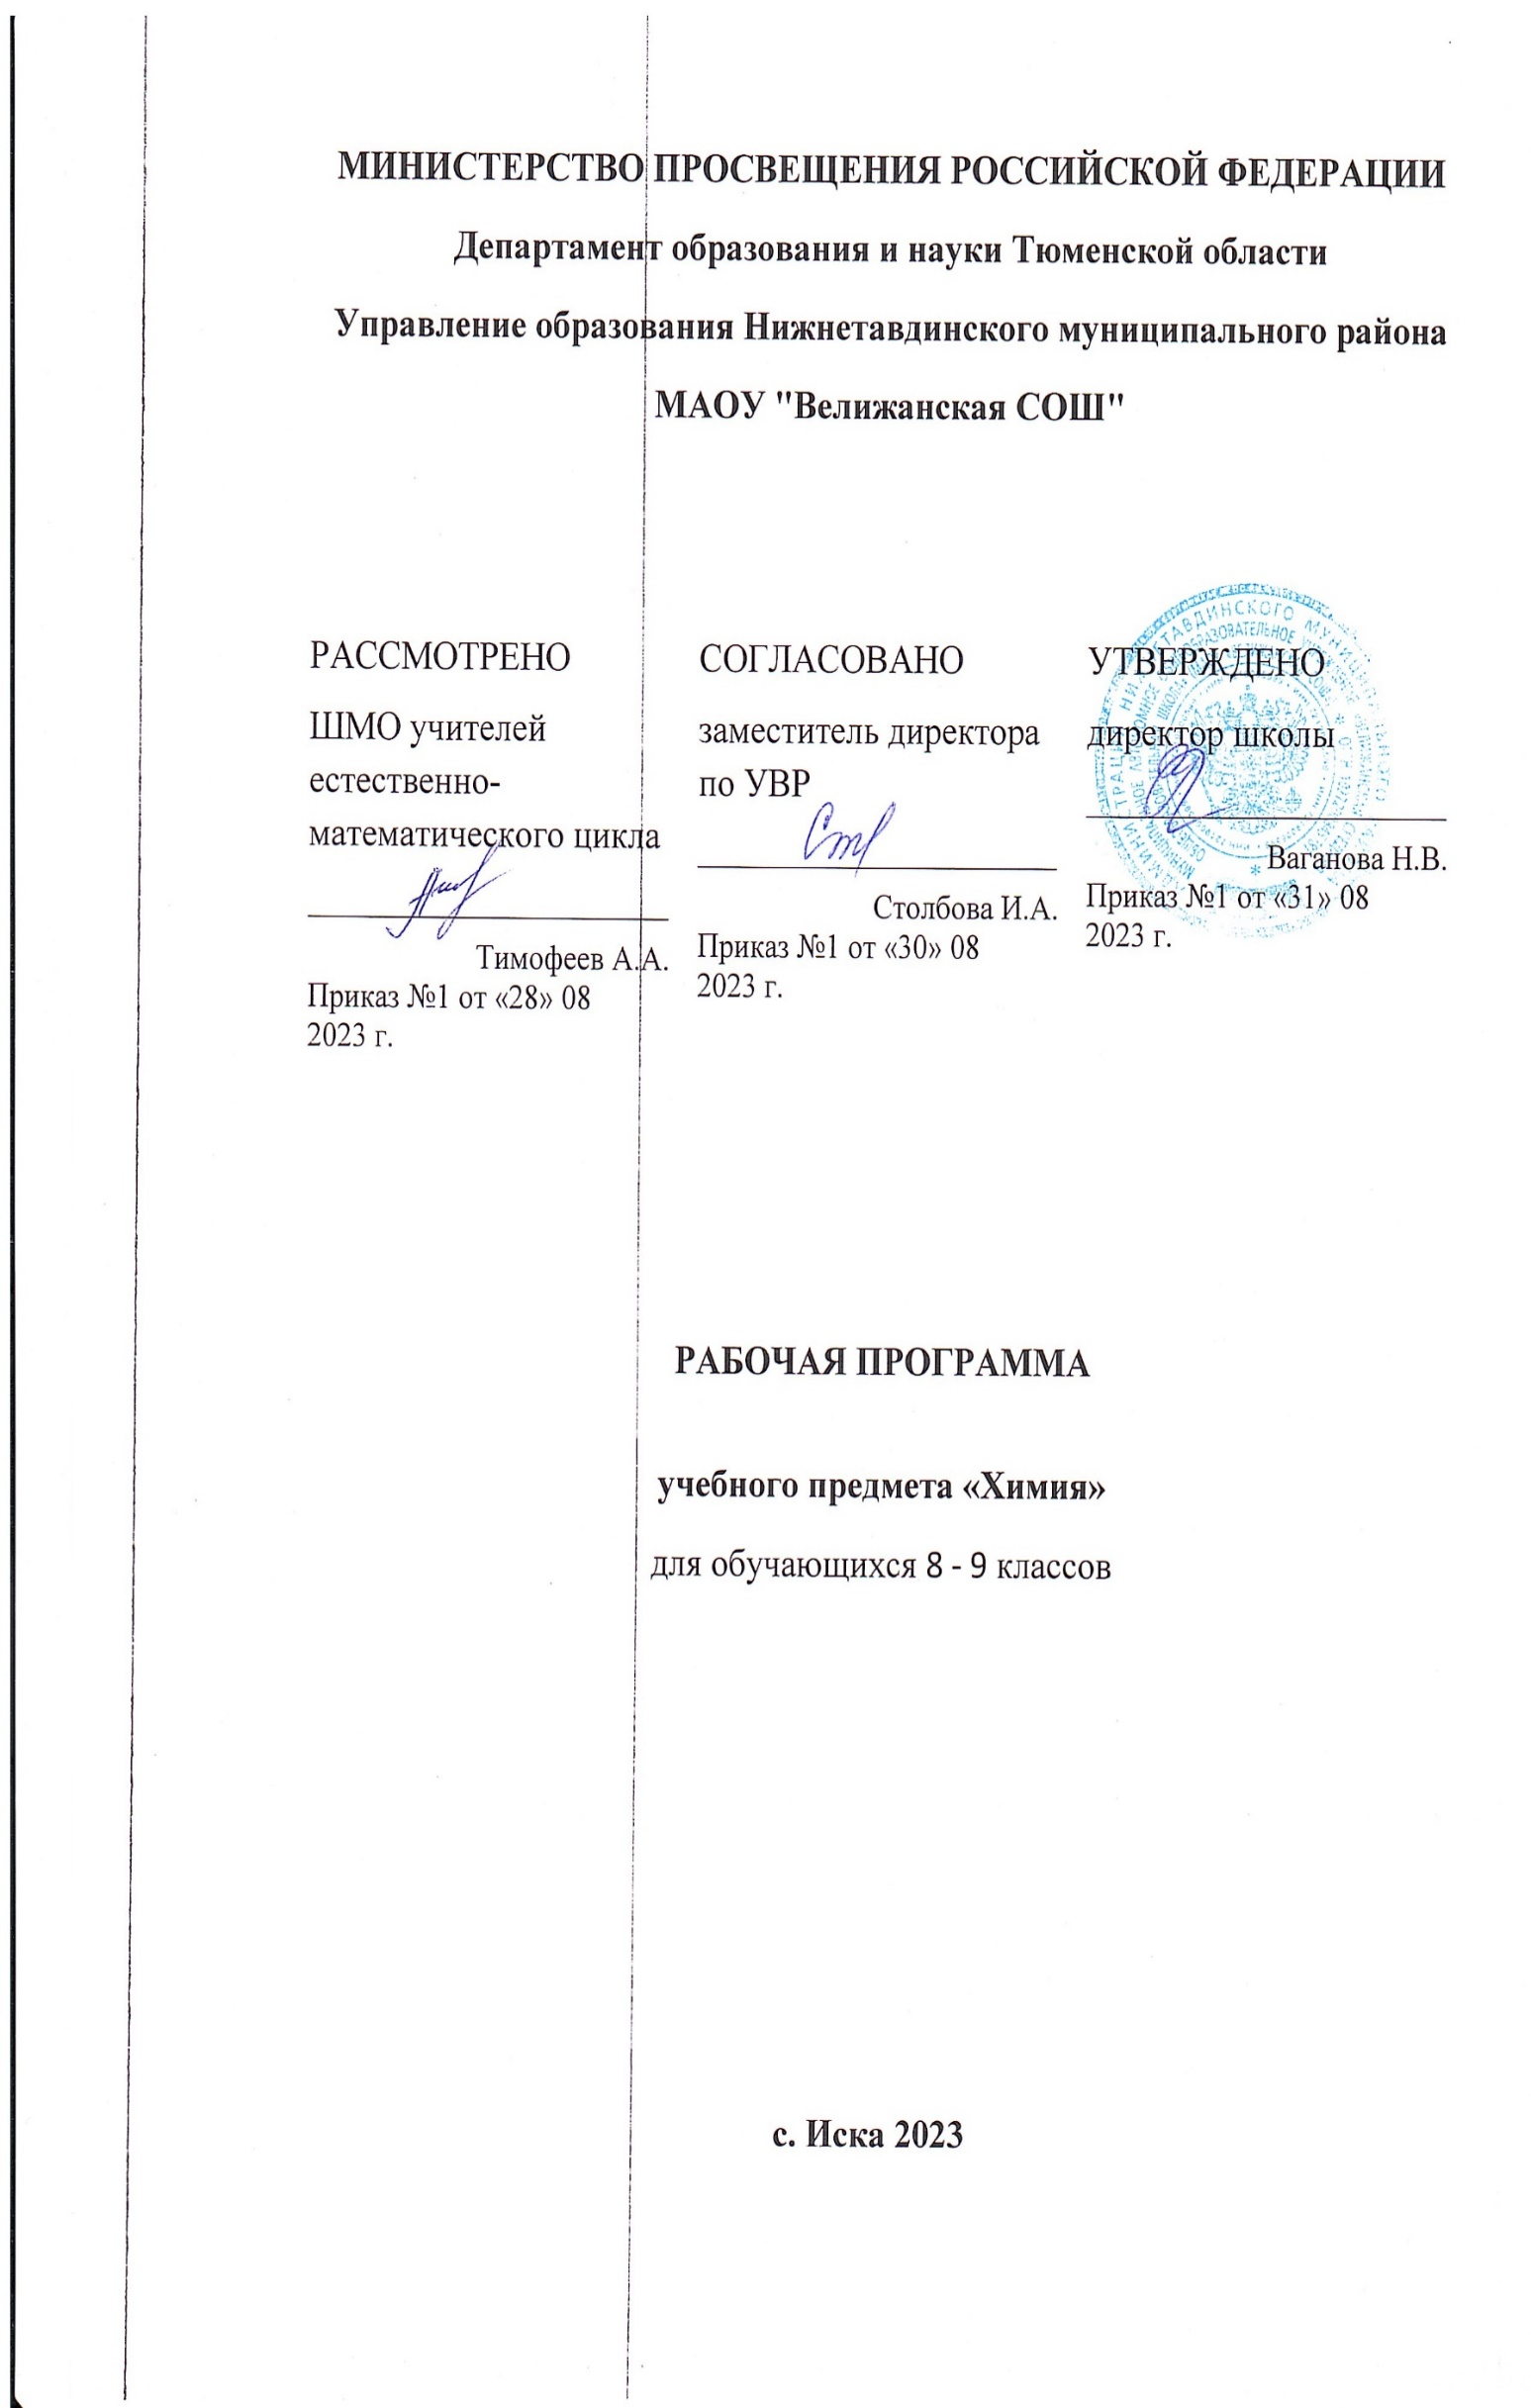 МИНИСТЕРСТВО ПРОСВЕЩЕНИЯ РОССИЙСКОЙ ФЕДЕРАЦИИ
Департамент образования и науки Тюменской области
Управление образования Нижнетавдинского муниципального района
МАОУ "Велижанская СОШ"
РАССМОТРЕНО
ШМО учителей
естественно-
математического цикла
Тимофеев А.А.
Приказ №1 от «28» 08
2023 г.
СОГЛАСОВАНО
заместитель директора
по УВР
Столбова И.А.
Приказ №1 от «30» 08
2023 г.
УТВЕРЖДЕНО
директор школы
Ваганова Н.В.
Приказ №1 от «31» 08
2023 г.
РАБОЧАЯ ПРОГРАММА
учебного предмета «Химия»
для обучающихся 8 - 9 классов
с. Иска 2023